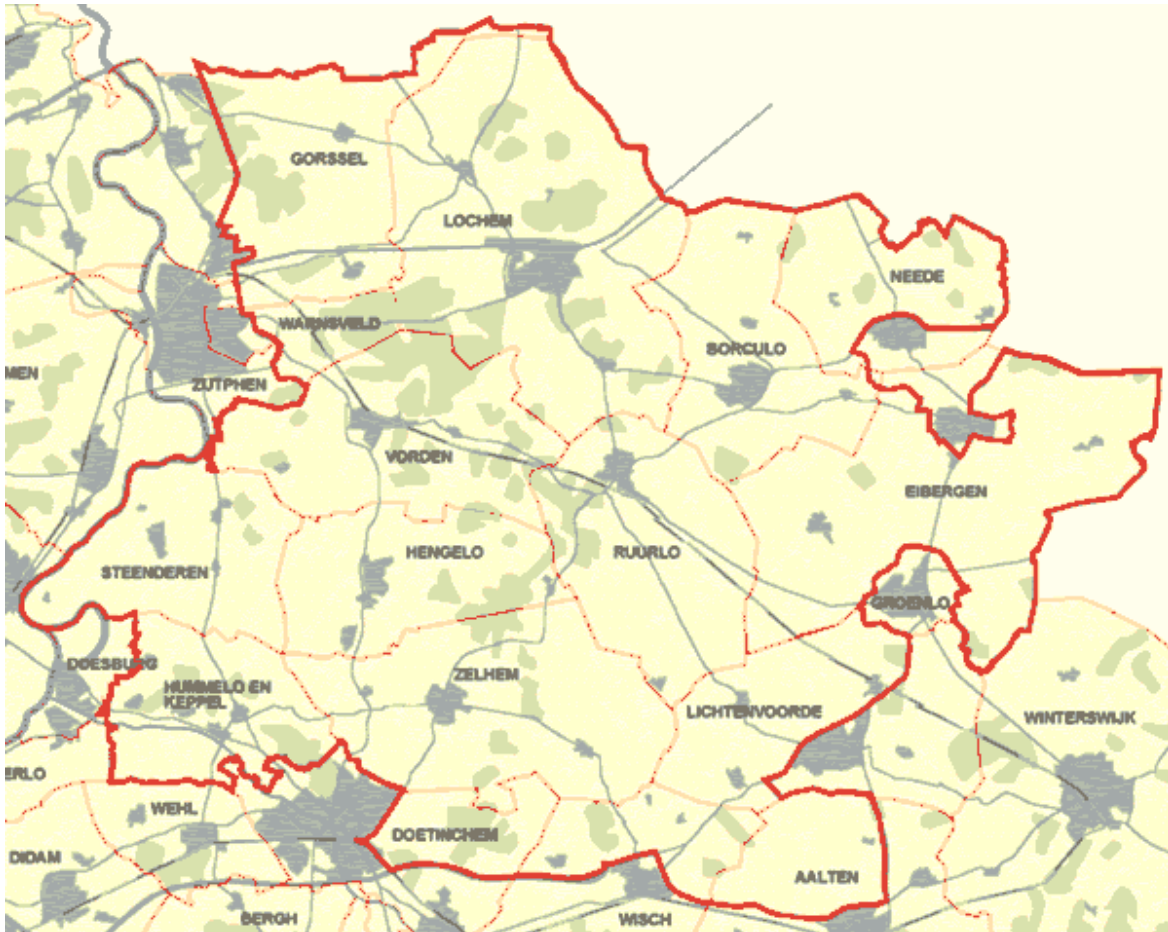 GORSSEL
LOCHEM
NEEDE
WARNSVELD
BORCULO
MEN
ZUTPHEN
VORDEN
EIBERGEN
HENGELO
RUURLO
STEENDEREN
GROENLO
DOESBURG
ZELHEM
HUMMELO EN
KEPPEL
LICHTENVOORDE
WINTERSWIJK
ERLO
WEHL
DOETINCHEM
DIDAM
AALTEN
BERGH
WISCH